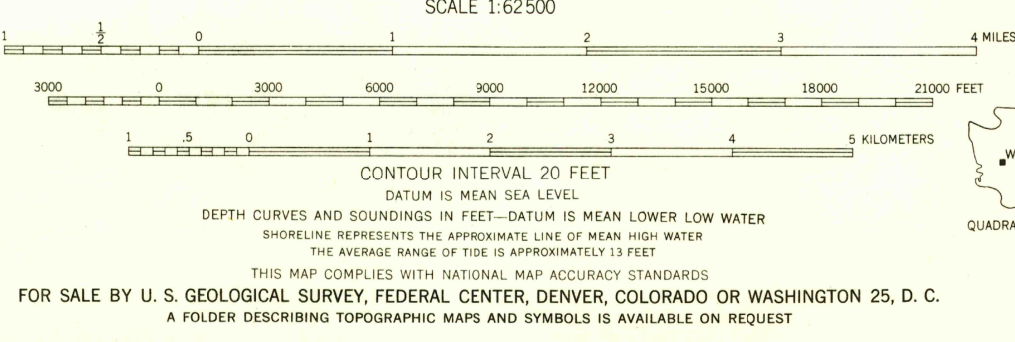 SCALE 1:62500
1 1/2 0 1 2 3 4 MILES
3000 0 3000 6000 9000 12000 15000 18000 21000 FEET
1 .5 0 1 2 3 4 5 KILOMETERS
CONTOUR INTERVAL 20 FEET
DATUM IS MEAN SEA LEVEL
DEPTH CURVES AND SOUNDINGS IN FEET—DATUM IS MEAN LOWER LOW WATER
SHORELINE REPRESENTS THE APPROXIMATE LINE OF MEAN HIGH WATER
THE AVERAGE RANGE OF TIDE IS APPROXIMATELY 13 FEET
THIS MAP COMPLIES WITH NATIONAL MAP ACCURACY STANDARDS
FOR SALE BY U. S. GEOLOGICAL SURVEY, FEDERAL CENTER, DENVER, COLORADO OR WASHINGTON 25, D. C.
A FOLDER DESCRIBING TOPOGRAPHIC MAPS AND SYMBOLS IS AVAILABLE ON REQUEST
W
QUADRA